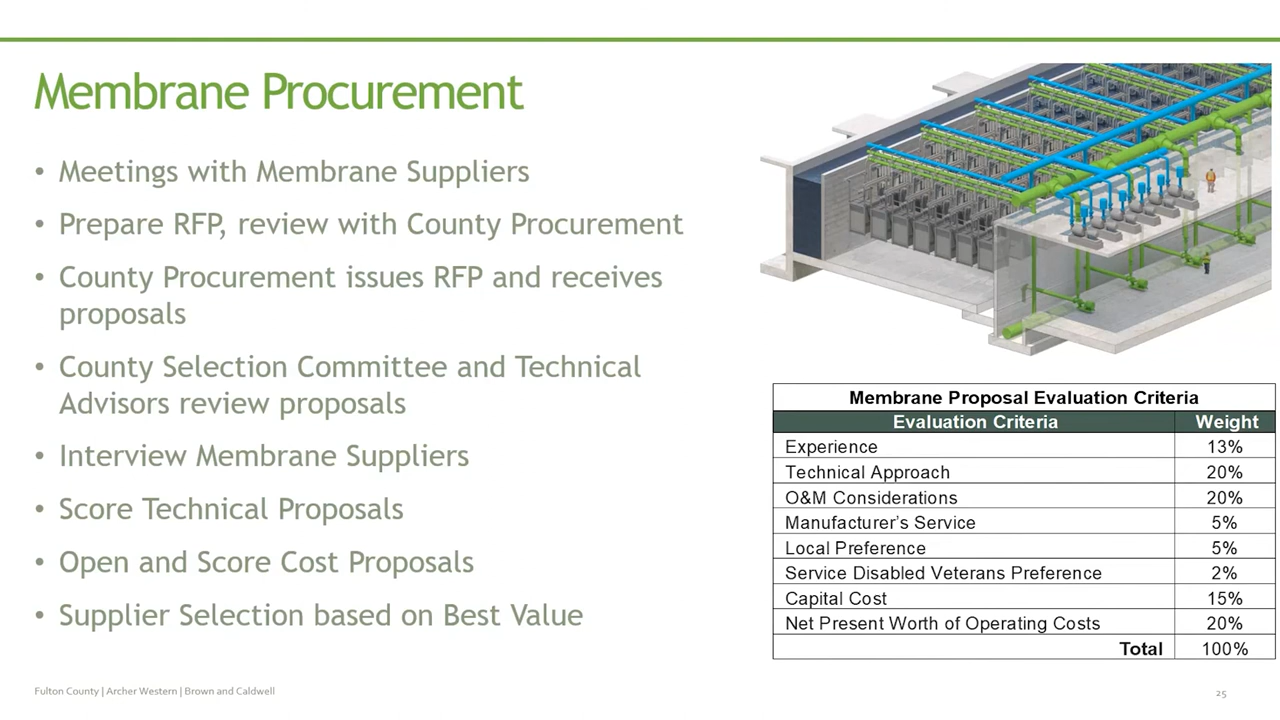 Membrane Procurement
• Meetings with Membrane Suppliers
• Prepare RFP, review with County Procurement
• County Procurement issues RFP and receives
proposals
• County Selection Committee and Technical
Advisors review proposals
• Interview Membrane Suppliers
• Score Technical Proposals
• Open and Score Cost Proposals
• Supplier Selection based on Best Value
Membrane Proposal Evaluation Criteria
Evaluation Criteria Weight
Experience 13%
Technical Approach 20%
O&M Considerations 20%
Manufacturer’s Service 5%
Local Preference 5%
Service Disabled Veterans Preference 2%
Capital Cost 15%
Net Present Worth of Operating Costs 20%
Total 100%
Fulton County | Archer Western | Brown and Caldwell
25